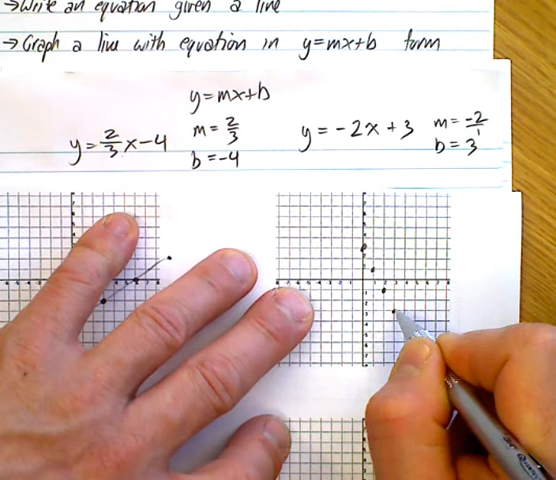 →Write an equation given a line
→Graph a line with equation in y=mx+b form
y=mx+b
y=2/3x-4
m=2/3
b=-4
y=-2x+3
m=-2/1
b=3